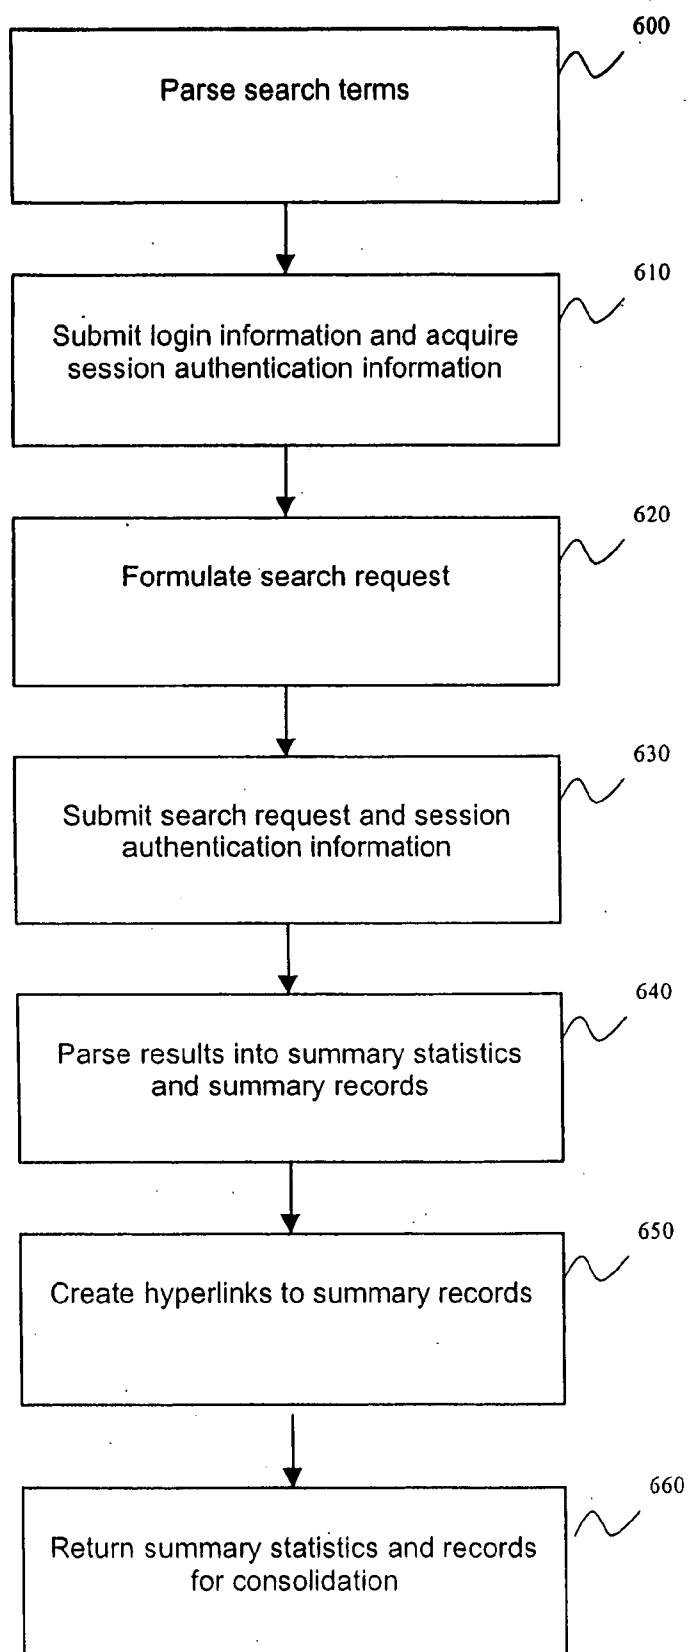 600
Parse search terms
610
Submit login information and acquire
session authentication information
620
Formulate search request
630
Submit search request and session
authentication information
640
Parse results into summary statistics
and summary records
650
Create hyperlinks to summary records
660
Return summary statistics and records
for consolidation